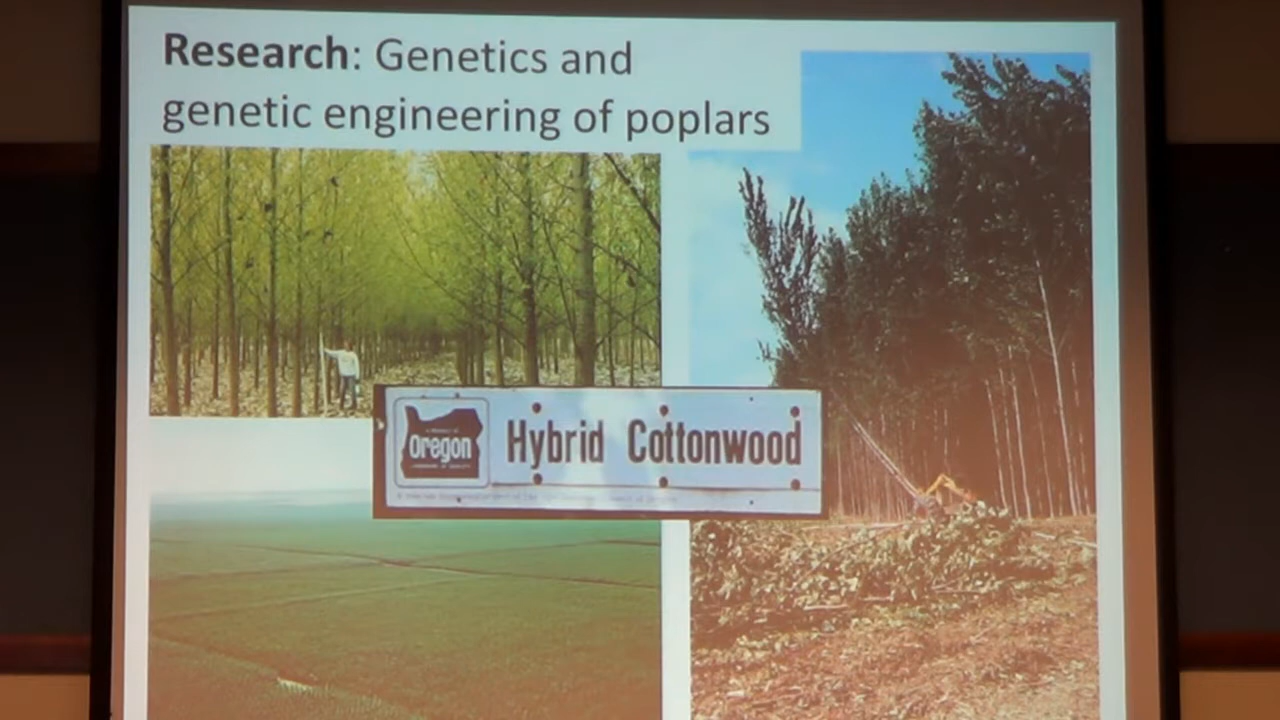 Research: Genetics and
genetic engineering of poplars
Oregon
Hybrid Cottonwood